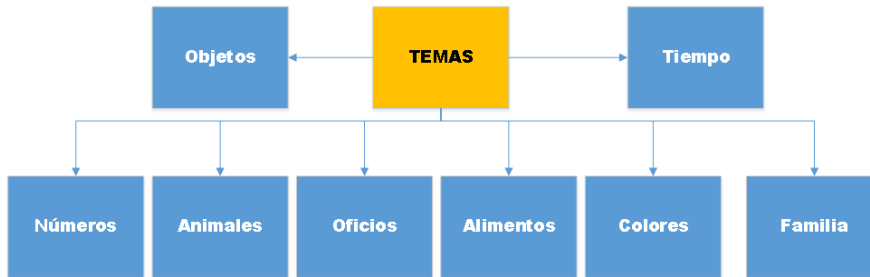 Objetos
TEMAS
Tiempo
Números
Animales
Oficios
Alimentos
Colores
Familia